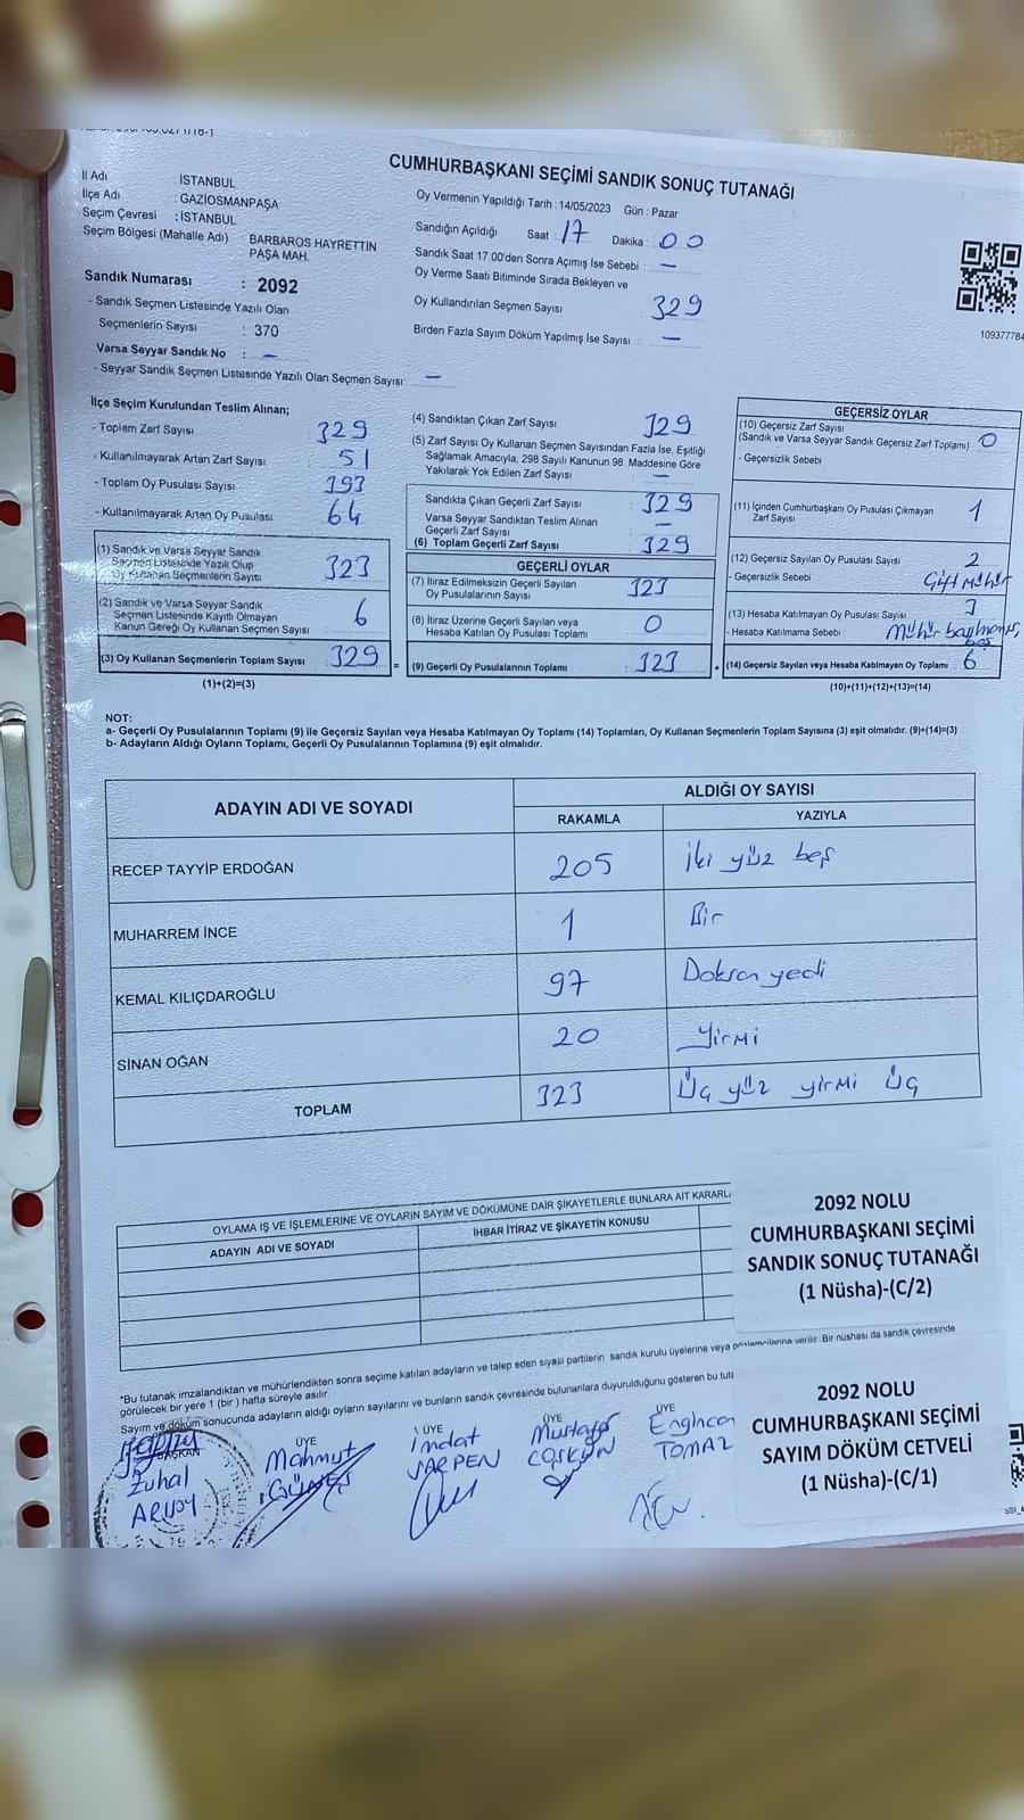 CUMHURBAŞKANI SEÇİMİ SANDIK SONUÇ TUTANAĞI
İl Adı : İSTANBUL
İlçe Adı : GAZİOSMANPAŞA
Seçim Çevresi : İSTANBUL
Seçim Bölgesi (Mahalle Adı) BARBAROS HAYRETTİN
PAŞA MAH.
Sandık Numarası : 2092
- Sandık Seçmen Listesinde Yazılı Olan
Seçmenlerin Sayısı : 370
Varsa Seyyar Sandık No : –
- Seyyar Sandık Seçmen Listesinde Yazılı Olan Seçmen Sayısı: –
Oy Vermenin Yapıldığı Tarih : 14/05/2023 Gün : Pazar
Sandığın Açıldığı Saat : 17 Dakika : 00
Sandık Saat 17.00'den Sonra Açımış İse Sebebi : –
Oy Verme Saati Bitiminde Sırada Bekleyen ve
Oy Kullandırılan Seçmen Sayısı 329
Birden Fazla Sayım Döküm Yapılmış İse Sayısı : –
109377784
İlçe Seçim Kurulundan Teslim Alınan;
- Toplam Zarf Sayısı 329
- Kullanılmayarak Artan Zarf Sayısı 51
- Toplam Oy Pusulası Sayısı 393
- Kullanılmayarak Artan Oy Pusulası 64
(1) Sandık ve Varsa Seyyar Sandık
Seçmen Listesinde Yazılı Olup
Oy Kullanan Seçmenlerin Sayısı 323
(2) Sandık ve Varsa Seyyar Sandık
Seçmen Listesinde Kayıtlı Olmayan
Kanun Gereği Oy Kullanan Seçmen Sayısı 6
(3) Oy Kullanan Seçmenlerin Toplam Sayısı 329
(1)+(2)=(3)
(4) Sandıktan Çıkan Zarf Sayısı 329
(5) Zarf Sayısı Oy Kullanan Seçmen Sayısından Fazla İse, Eşitliği
Sağlamak Amacıyla, 298 Sayılı Kanunun 98. Maddesine Göre
Yakılarak Yok Edilen Zarf Sayısı –
Sandıkta Çıkan Geçerli Zarf Sayısı 329
Varsa Seyyar Sandıktan Teslim Alınan
Geçerli Zarf Sayısı –
(6) Toplam Geçerli Zarf Sayısı 329
GEÇERLİ OYLAR
(7) İtiraz Edilmeksizin Geçerli Sayılan
Oy Pusulalarının Sayısı 323
(8) İtiraz Üzerine Geçerli Sayılan veya
Hesaba Katılan Oy Pusulası Toplamı 0
= (9) Geçerli Oy Pusulalarının Toplamı : 323
GEÇERSİZ OYLAR
(10) Geçersiz Zarf Sayısı
(Sandık ve Varsa Seyyar Sandık Geçersiz Zarf Toplamı) 0
- Geçersizlik Sebebi
(11) İçinden Cumhurbaşkanı Oy Pusulası Çıkmayan
Zarf Sayısı 1
(12) Geçersiz Sayılan Oy Pusulası Sayısı 2
- Geçersizlik Sebebi Çift mühür
(13) Hesaba Katılmayan Oy Pusulası Sayısı 3
- Hesaba Katılmama Sebebi mühür basılmamış,
boş
+ (14) Geçersiz Sayılan veya Hesaba Katılmayan Oy Toplamı 6
(10)+(11)+(12)+(13)=(14)
NOT:
a- Geçerli Oy Pusulalarının Toplamı (9) ile Geçersiz Sayılan veya Hesaba Katılmayan Oy Toplamı (14) Toplamları, Oy Kullanan Seçmenlerin Toplam Sayısına (3) eşit olmalıdır. (9)+(14)=(3)
b- Adayların Aldığı Oyların Toplamı, Geçerli Oy Pusulalarının Toplamına (9) eşit olmalıdır.
ADAYIN ADI VE SOYADI ALDIĞI OY SAYISI
RAKAMLA YAZIYLA
RECEP TAYYİP ERDOĞAN 205 İki yüz beş
MUHARREM İNCE 1 Bir
KEMAL KILIÇDAROĞLU 97 Doksan yedi
SİNAN OĞAN 20 Yirmi
TOPLAM 323 Üç yüz yirmi üç
OYLAMA İŞ VE İŞLEMLERİNE VE OYLARIN SAYIM VE DÖKÜMÜNE DAİR ŞİKAYETLERLE BUNLARA AİT KARARL
ADAYIN ADI VE SOYADI İHBAR İTİRAZ VE ŞİKAYETİN KONUSU
2092 NOLU
CUMHURBAŞKANI SEÇİMİ
SANDIK SONUÇ TUTANAĞI
(1 Nüsha)-(C/2)
*Bu tutanak imzalandıktan ve mühürlendikten sonra seçime katılan adayların ve talep eden siyasi partilerin sandık kurulu üyelerine veya müşahitlerine verilir. Bir nüshası da sandık çevresinde
görülecek bir yere 1 (bir) hafta süreyle asılır.
Sayım ve döküm sonucunda adayların aldığı oyların sayılarını ve bunların sandık çevresinde bulunanlara duyurulduğunu gösteren bu tuta
2092 NOLU
CUMHURBAŞKANI SEÇİMİ
SAYIM DÖKÜM CETVELİ
(1 Nüsha)-(C/1)
BAŞKAN ÜYE ÜYE ÜYE ÜYE
Zuhal Mahmut İmdat Mustafa Engincan
ARUOY GÜNEŞ VARPEN COŞKUN TOMAZ